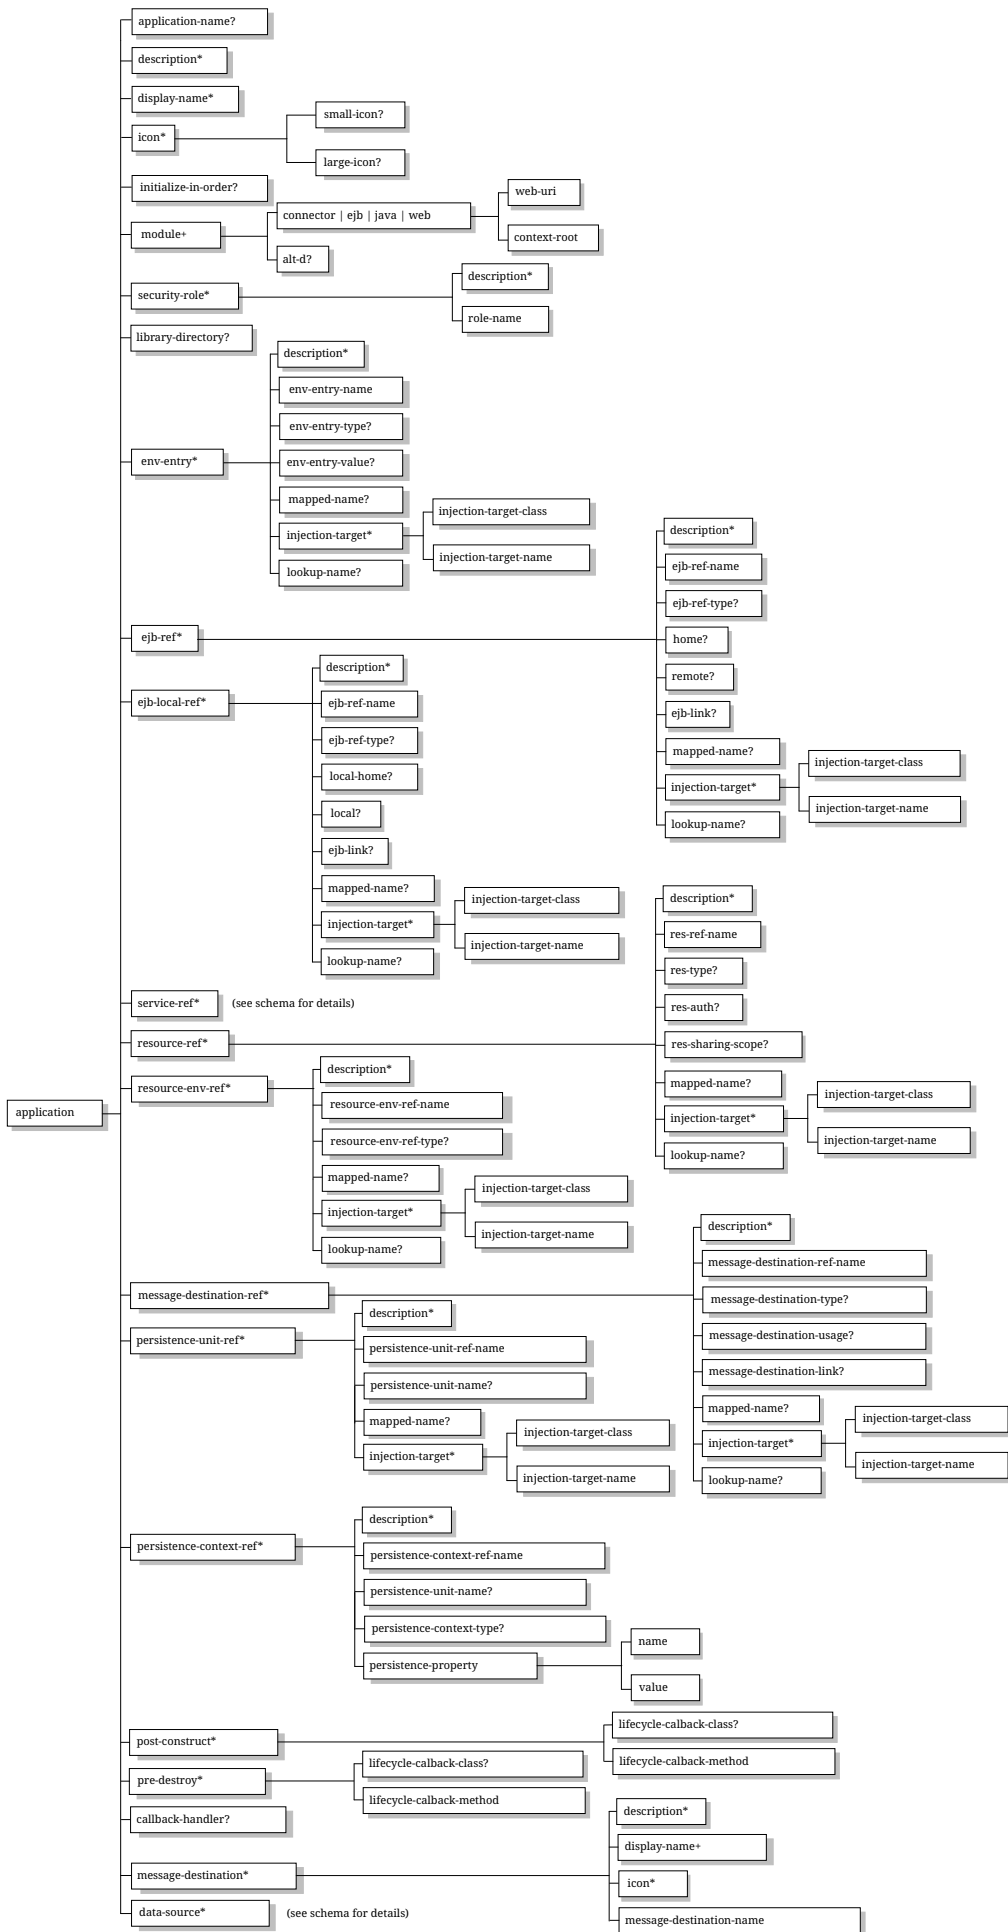 application-name?
description*
display-name*
icon*
small-icon?
large-icon?
initialize-in-order?
module+
connector | ejb | java | web
web-uri
context-root
alt-d?
security-role*
description*
role-name
library-directory?
env-entry*
description*
env-entry-name
env-entry-type?
env-entry-value?
mapped-name?
injection-target*
injection-target-class
injection-target-name
lookup-name?
ejb-ref*
description*
ejb-ref-name
ejb-ref-type?
home?
remote?
ejb-link?
mapped-name?
injection-target*
injection-target-class
injection-target-name
lookup-name?
ejb-local-ref*
description*
ejb-ref-name
ejb-ref-type?
local-home?
local?
ejb-link?
mapped-name?
injection-target*
injection-target-class
injection-target-name
lookup-name?
service-ref* (see schema for details)
resource-ref*
description*
res-ref-name
res-type?
res-auth?
res-sharing-scope?
mapped-name?
injection-target*
injection-target-class
injection-target-name
lookup-name?
resource-env-ref*
description*
resource-env-ref-name
resource-env-ref-type?
mapped-name?
injection-target*
injection-target-class
injection-target-name
lookup-name?
application
message-destination-ref*
description*
message-destination-ref-name
message-destination-type?
message-destination-usage?
message-destination-link?
mapped-name?
injection-target*
injection-target-class
injection-target-name
lookup-name?
persistence-unit-ref*
description*
persistence-unit-ref-name
persistence-unit-name?
mapped-name?
injection-target*
injection-target-class
injection-target-name
persistence-context-ref*
description*
persistence-context-ref-name
persistence-unit-name?
persistence-context-type?
persistence-property
name
value
post-construct*
lifecycle-calback-class?
lifecycle-calback-method
pre-destroy*
lifecycle-calback-class?
lifecycle-calback-method
callback-handler?
message-destination*
description*
display-name+
icon*
message-destination-name
data-source* (see schema for details)